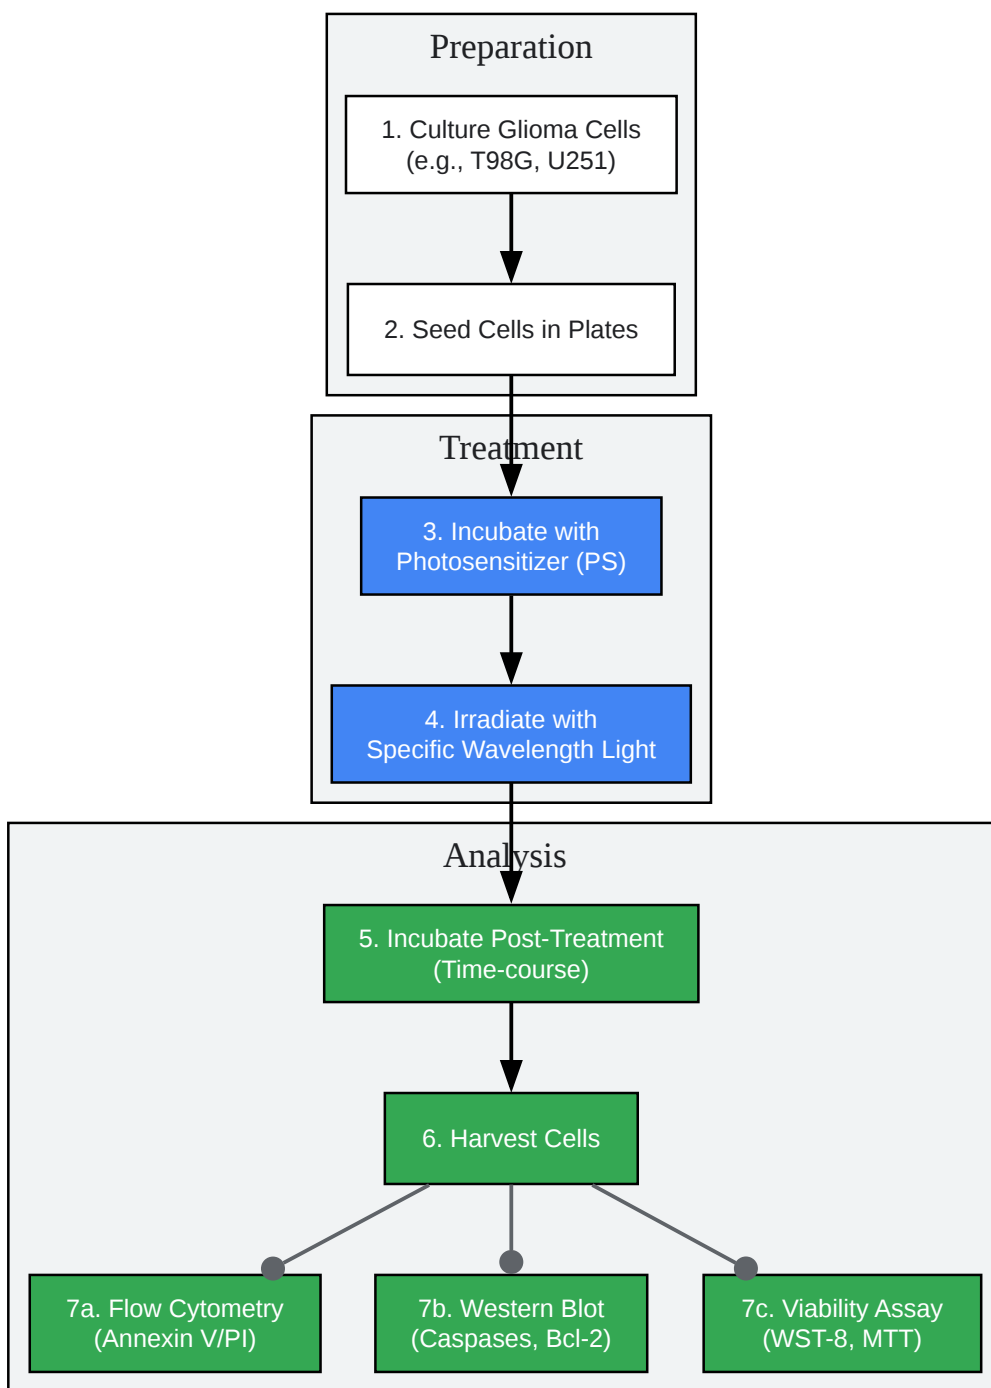 Preparation
1. Culture Glioma Cells
(e.g., T98G, U251)
2. Seed Cells in Plates
Treatment
3. Incubate with
Photosensitizer (PS)
4. Irradiate with
Specific Wavelength Light
Analysis
5. Incubate Post-Treatment
(Time-course)
6. Harvest Cells
7a. Flow Cytometry
(Annexin V/PI)
7b. Western Blot
(Caspases, Bcl-2)
7c. Viability Assay
(WST-8, MTT)